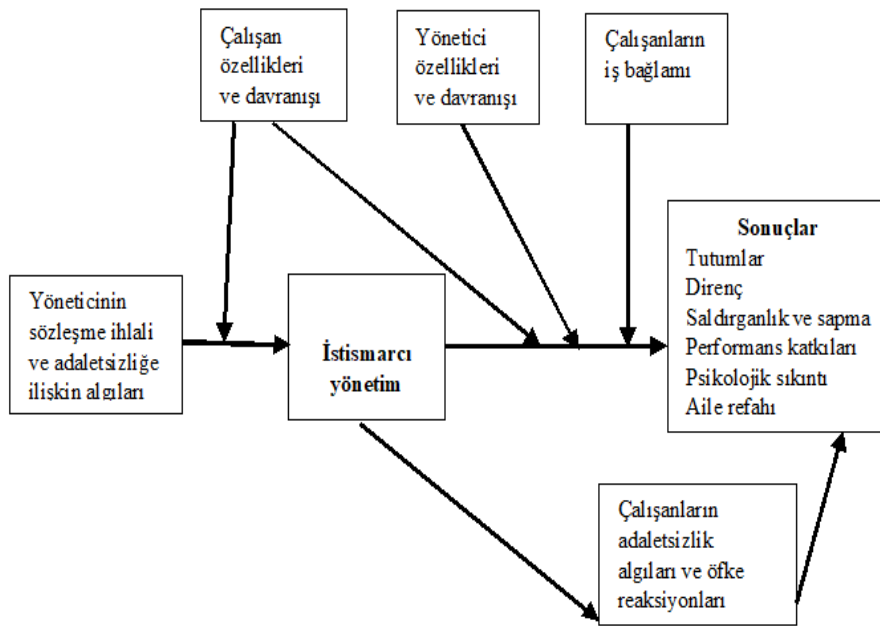 Çalışan
özellikleri
ve davranışı
Yönetici
özellikleri
ve davranışı
Çalışanların
iş bağlamı
Sonuçlar
Tutumlar
Direnç
Saldırganlık ve sapma
Performans katkıları
Psikolojik sıkıntı
Aile refahı
Yöneticinin
sözleşme ihlali
ve adaletsizliğe
ilişkin algıları
İstismarcı
yönetim
Çalışanların
adaletsizlik
algıları ve öfke
reaksiyonları